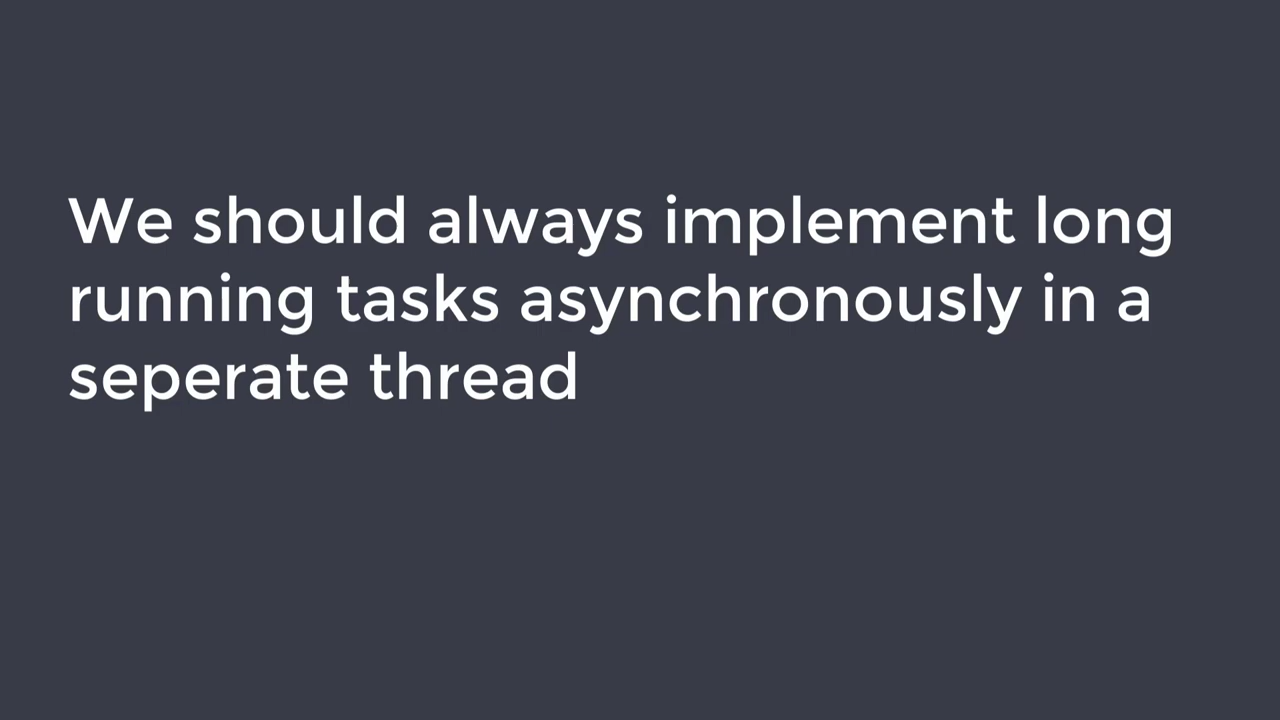 We should always implement long
running tasks asynchronously in a
seperate thread